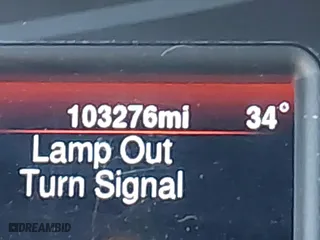 103276mi 34°
Lamp Out
Turn Signal
DREAMBID